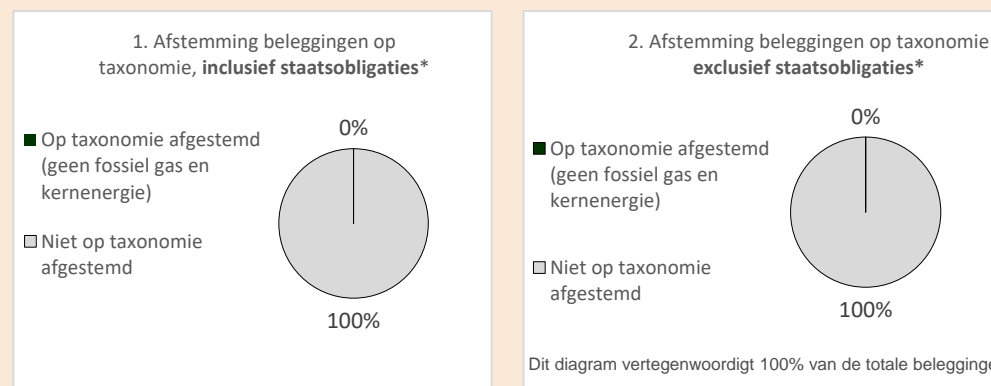 1. Afstemming beleggingen op
taxonomie, inclusief staatsobligaties*
Op taxonomie afgestemd
(geen fossiel gas en
kernenergie)
Niet op taxonomie
afgestemd
0%
100%
2. Afstemming beleggingen op taxonomie
exclusief staatsobligaties*
Op taxonomie afgestemd
(geen fossiel gas en
kernenergie)
Niet op taxonomie
afgestemd
0%
100%
Dit diagram vertegenwoordigt 100% van de totale